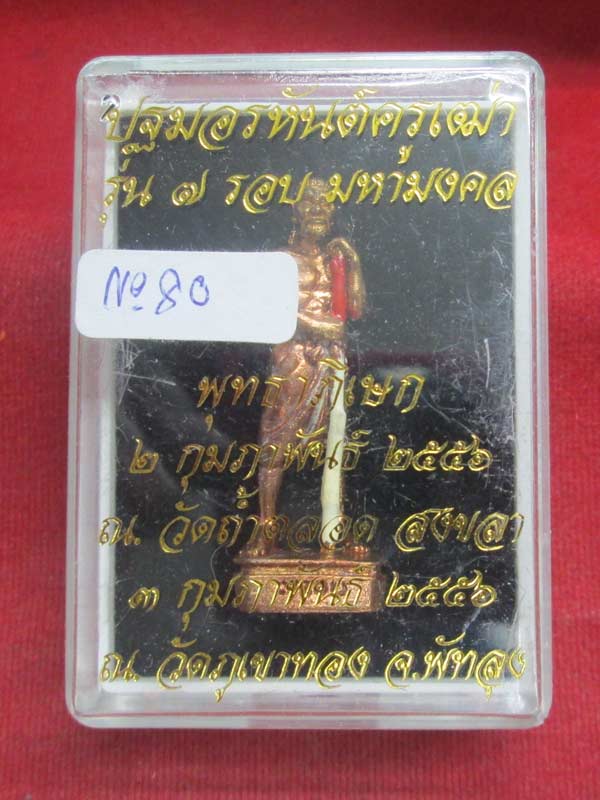 ปฐมอรหันต์ครูเฒ่า
รุ่น ๗ รอบ มหามงคล
№ 80
พุทธาภิเษก
๒ กุมภาพันธ์ ๒๕๕๖
ณ. วัดถ้ำตลอด สงขลา
๓ กุมภาพันธ์ ๒๕๕๖
ณ. วัดภูเขาทอง จ.พัทลุง